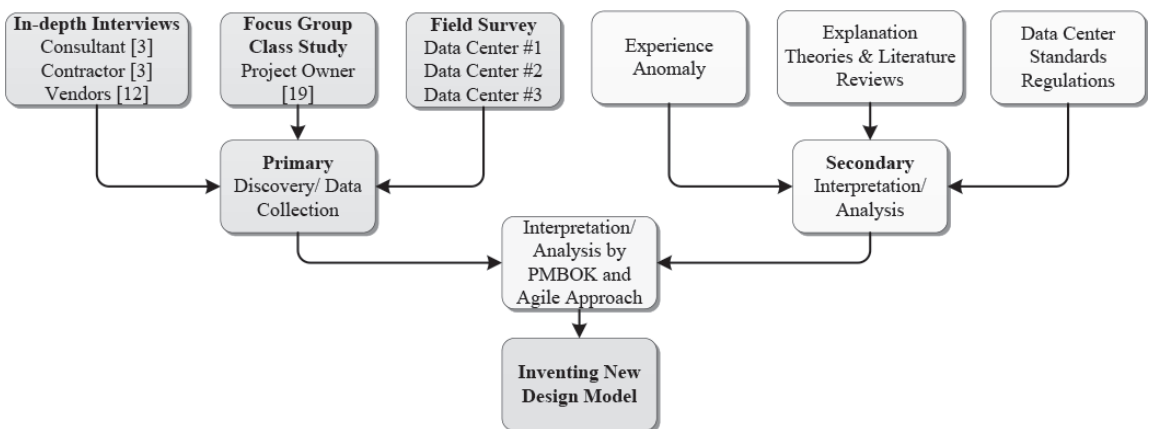 In-depth Interviews
Consultant [3]
Contractor [3]
Vendors [12]
Focus Group
Class Study
Project Owner
[19]
Field Survey
Data Center #1
Data Center #2
Data Center #3
Experience
Anomaly
Explanation
Theories & Literature
Reviews
Data Center
Standards
Regulations
Primary
Discovery/ Data
Collection
Secondary
Interpretation/
Analysis
Interpretation/
Analysis by
PMBOK and
Agile Approach
Inventing New
Design Model